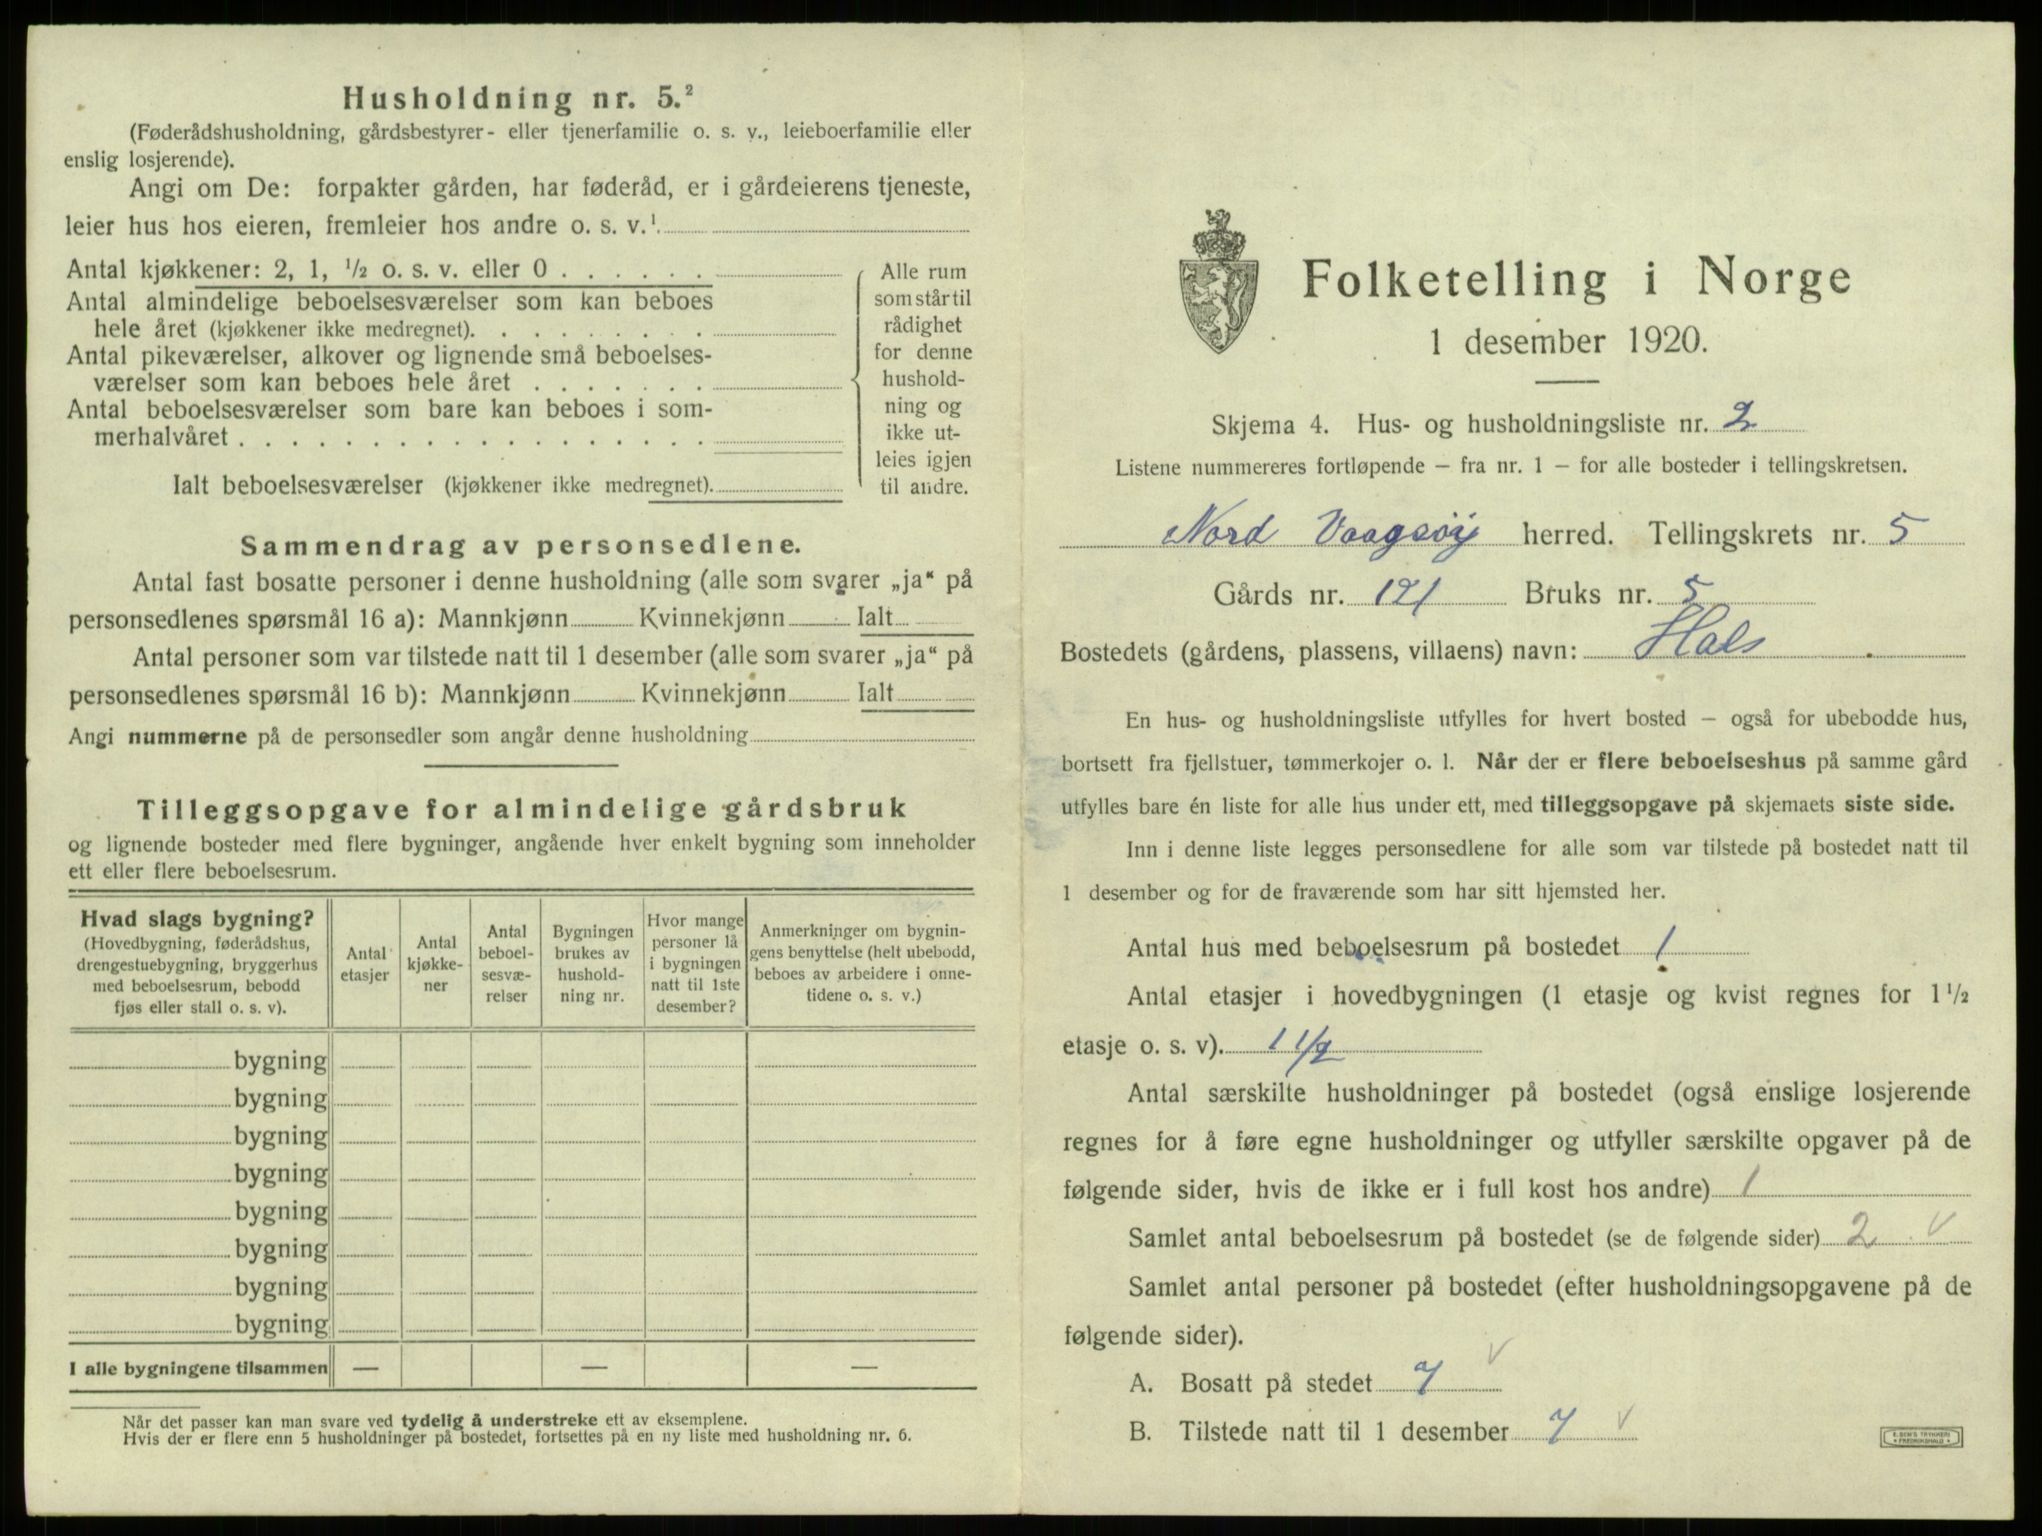 Husholdning nr. 5.²
(Føderådshusholdning, gårdsbestyrer- eller tjenerfamilie o. s. v., leieboerfamilie eller
enslig losjerende).
Angi om De: forpakter gården, har føderåd, er i gårdeierens tjeneste,
leier hus hos eieren, fremleier hos andre o. s. v.¹
Antal kjøkkener: 2, 1, ½ o. s. v. eller 0 . . . . . .
Antal almindelige beboelsesværelser som kan beboes
hele året (kjøkkener ikke medregnet). . . . . . . . .
Antal pikeværelser, alkover og lignende små beboelses-
værelser som kan beboes hele året . . . . . . .
Antal beboelsesværelser som bare kan beboes i som-
merhalvåret . . . . . . . . . . . . . . . . . .
Ialt beboelsesværelser (kjøkkener ikke medregnet).
Alle rum
som står til
rådighet
for denne
hushold-
ning og
ikke ut-
leies igjen
til andre.
Sammendrag av personsedlene.
Antal fast bosatte personer i denne husholdning (alle som svarer „ja“ på
personsedlenes spørsmål 16 a): Mannkjønn Kvinnekjønn Ialt
Antal personer som var tilstede natt til 1 desember (alle som svarer „ja“ på
personsedlenes spørsmål 16 b): Mannkjønn Kvinnekjønn Ialt
Angi nummerne på de personsedler som angår denne husholdning
Tilleggsopgave for almindelige gårdsbruk
og lignende bosteder med flere bygninger, angående hver enkelt bygning som inneholder
ett eller flere beboelsesrum.
Hvad slags bygning?
(Hovedbygning, føderådshus,
drengestuebygning, bryggerhus
med beboelsesrum, bebodd
fjøs eller stall o. s. v).
Antal
etasjer
Antal
kjøkke-
ner
Antal
beboel-
sesvæ-
relser
Bygningen
brukes av
hushold-
ning nr.
Hvor mange
personer lå
i bygningen
natt til 1ste
desember?
Anmerkninger om bygnin-
gens benyttelse (helt ubebodd,
beboes av arbeidere i onne-
tidene o. s. v.)
bygning
bygning
bygning
bygning
bygning
bygning
bygning
bygning
I alle bygningene tilsammen — — —
Når det passer kan man svare ved tydelig å understreke ett av eksemplene.
Hvis der er flere enn 5 husholdninger på bostedet, fortsettes på en ny liste med husholdning nr. 6.
Folketelling i Norge
1 desember 1920.
Skjema 4. Hus- og husholdningsliste nr. 2
Listene nummereres fortløpende – fra nr. 1 – for alle bosteder i tellingskretsen.
Nord Vaagsøy herred. Tellingskrets nr. 5
Gårds nr. 121 Bruks nr. 5
Bostedets (gårdens, plassens, villaens) navn: Hals
En hus- og husholdningsliste utfylles for hvert bosted – også for ubebodde hus,
bortsett fra fjellstuer, tømmerkojer o. l. Når der er flere beboelseshus på samme gård
utfylles bare én liste for alle hus under ett, med tilleggsopgave på skjemaets siste side.
Inn i denne liste legges personsedlene for alle som var tilstede på bostedet natt til
1 desember og for de fraværende som har sitt hjemsted her.
Antal hus med beboelsesrum på bostedet 1
Antal etasjer i hovedbygningen (1 etasje og kvist regnes for 1½
etasje o. s. v). 1 1/2
Antal særskilte husholdninger på bostedet (også enslige losjerende
regnes for å føre egne husholdninger og utfyller særskilte opgaver på de
følgende sider, hvis de ikke er i full kost hos andre) 1
Samlet antal beboelsesrum på bostedet (se de følgende sider) 2 v
Samlet antal personer på bostedet (efter husholdningsopgavene på de
følgende sider).
A. Bosatt på stedet 7 v
B. Tilstede natt til 1 desember 7 v
E. SEM'S TRYKKERI
• FREDRIKSHALD •